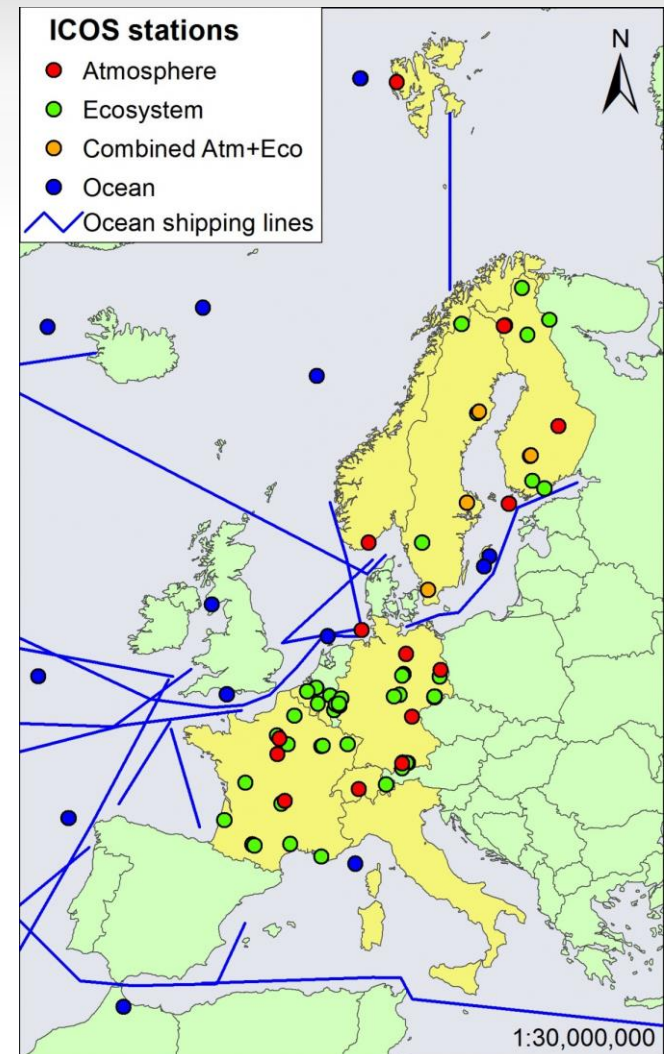 ICOS stations
Atmosphere
Ecosystem
Combined Atm+Eco
Ocean
Ocean shipping lines
N
1:30,000,000